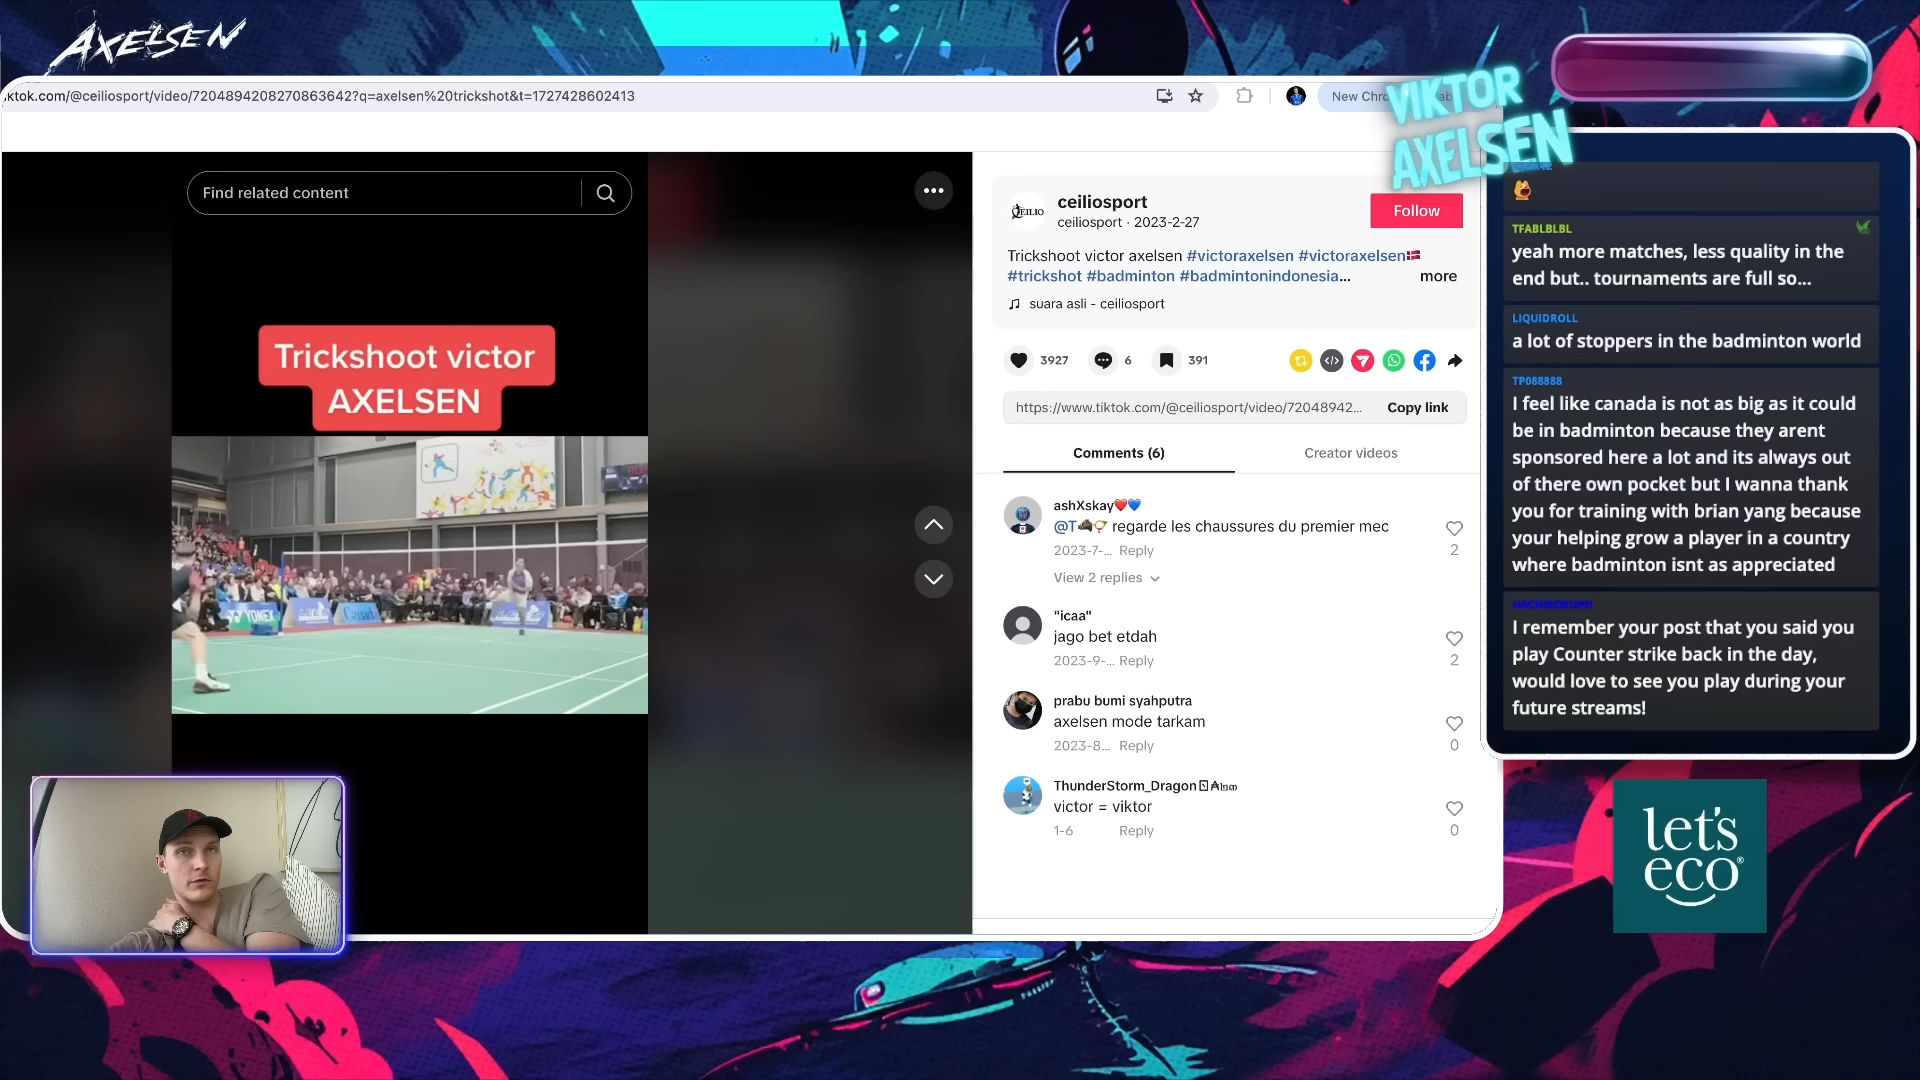 AXELSEN
ktok.com/@ceiliosport/video/7204894208270863642?q=axelsen%20trickshot&t=1727428602413
New Chr
VIKTOR
AXELSEN
Find related content
Trickshoot victor
AXELSEN
YONEX
CEILIO
ceiliosport
ceiliosport · 2023-2-27
Follow
Trickshoot victor axelsen #victoraxelsen #victoraxelsen🇩🇰
#trickshot #badminton #badmintonindonesia...
more
suara asli - ceiliosport
3927
6
391
https://www.tiktok.com/@ceiliosport/video/72048942...
Copy link
Comments (6)
Creator videos
ashXskay❤️💙
@T regarde les chaussures du premier mec
2023-7-... Reply
2
View 2 replies
"icaa"
jago bet etdah
2023-9-... Reply
2
prabu bumi syahputra
axelsen mode tarkam
2023-8... Reply
0
ThunderStorm_Dragon
victor = viktor
1-6 Reply
0
TFABLBLBL
yeah more matches, less quality in the
end but.. tournaments are full so...
LIQUIDROLL
a lot of stoppers in the badminton world
TP088888
I feel like canada is not as big as it could
be in badminton because they arent
sponsored here a lot and its always out
of there own pocket but I wanna thank
you for training with brian yang because
your helping grow a player in a country
where badminton isnt as appreciated
I remember your post that you said you
play Counter strike back in the day,
would love to see you play during your
future streams!
let's
eco®